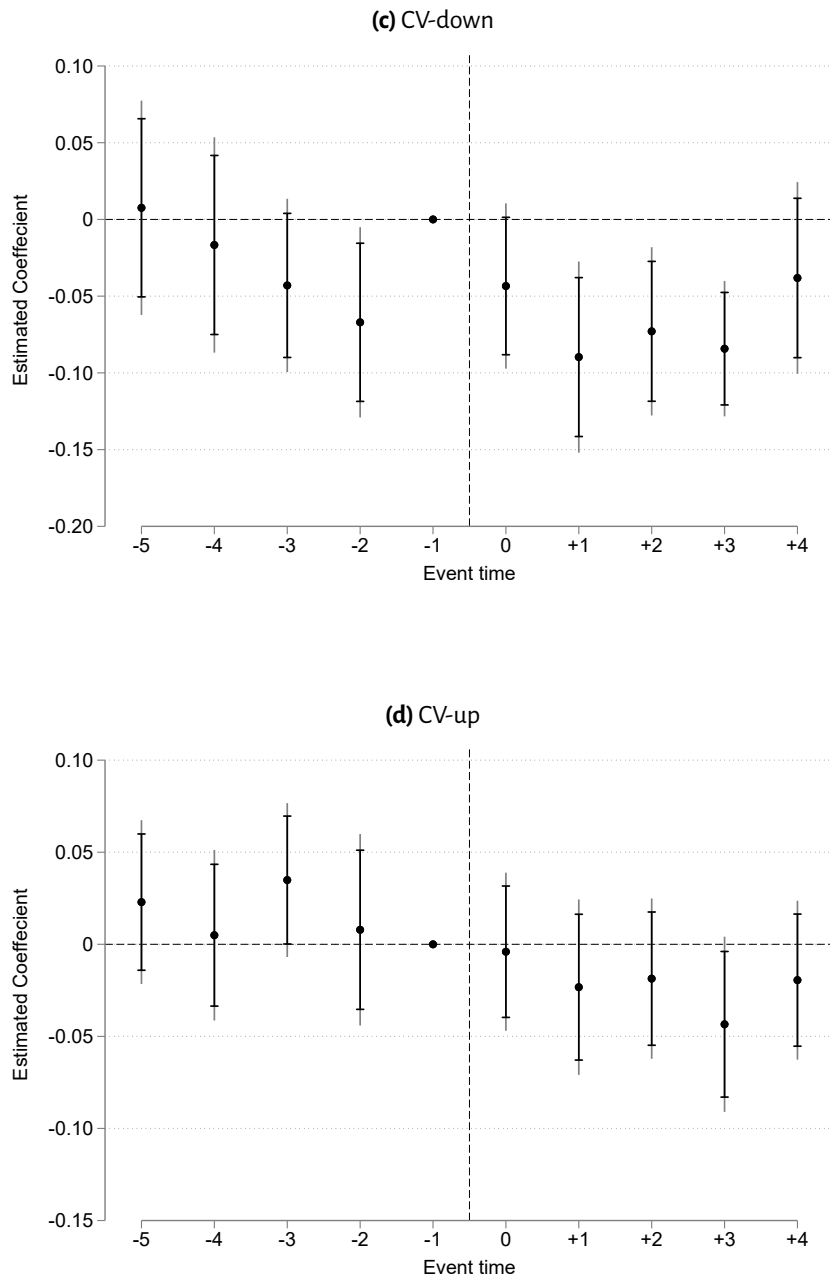 (c) CV-down
0.10
0.05
0
-0.05
-0.10
-0.15
-0.20
Estimated Coeffecient
-5 -4 -3 -2 -1 0 +1 +2 +3 +4
Event time
(d) CV-up
0.10
0.05
0
-0.05
-0.10
-0.15
Estimated Coeffecient
-5 -4 -3 -2 -1 0 +1 +2 +3 +4
Event time